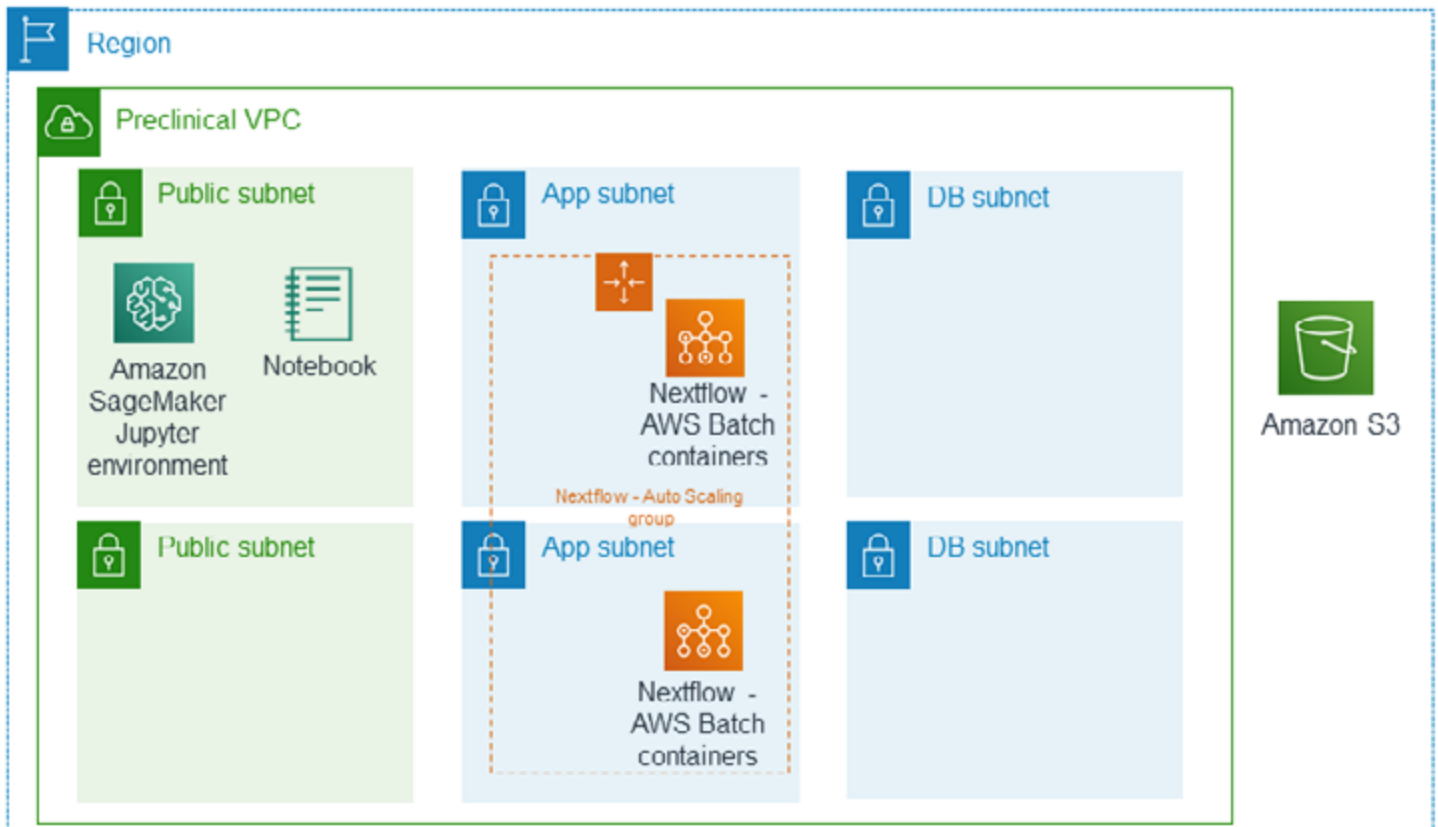 Region
Preclinical VPC
Public subnet
App subnet
DB subnet
Amazon
SageMaker
Jupyter
environment
Notebook
Nextflow -
AWS Batch
containers
Amazon S3
Nextflow - Auto Scaling
group
Public subnet
App subnet
DB subnet
Nextflow -
AWS Batch
containers